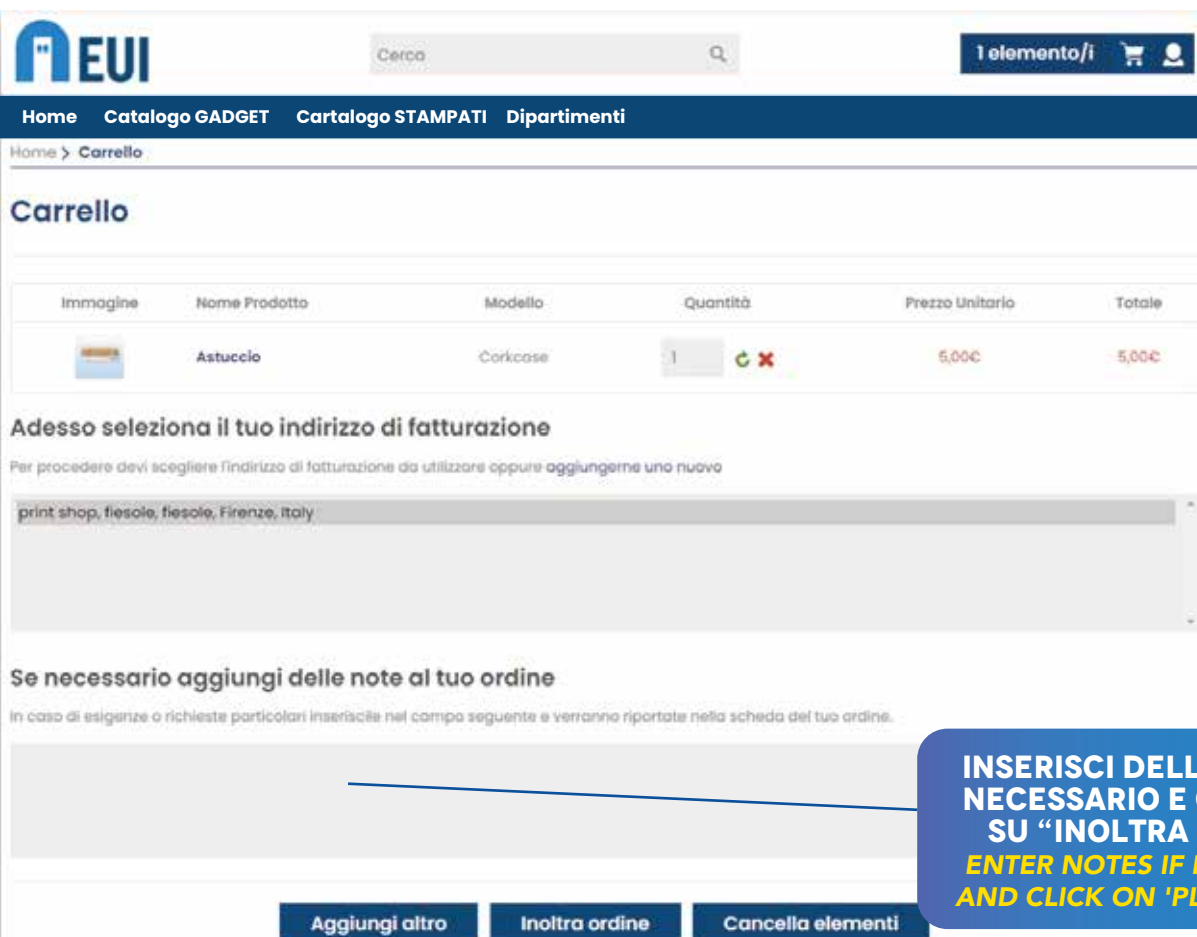 EUI
Cerca
1 elemento/i
Home Catalogo GADGET Cartalogo STAMPATI Dipartimenti
Home > Carrello
Carrello
Immagine Nome Prodotto Modello Quantità Prezzo Unitario Totale
Astuccio Corkcase 1 5,00€ 5,00€
Adesso seleziona il tuo indirizzo di fatturazione
Per procedere devi scegliere l'indirizzo di fatturazione da utilizzare oppure aggiungerne uno nuovo
print shop, fiesole, fiesole, Firenze, Italy
Se necessario aggiungi delle note al tuo ordine
In caso di esigenze o richieste particolari inseriscile nel campo seguente e verranno riportate nella scheda del tuo ordine.
INSERISCI DELL
NECESSARIO E
SU “INOLTRA
ENTER NOTES IF
AND CLICK ON 'PL
Aggiungi altro Inoltra ordine Cancella elementi